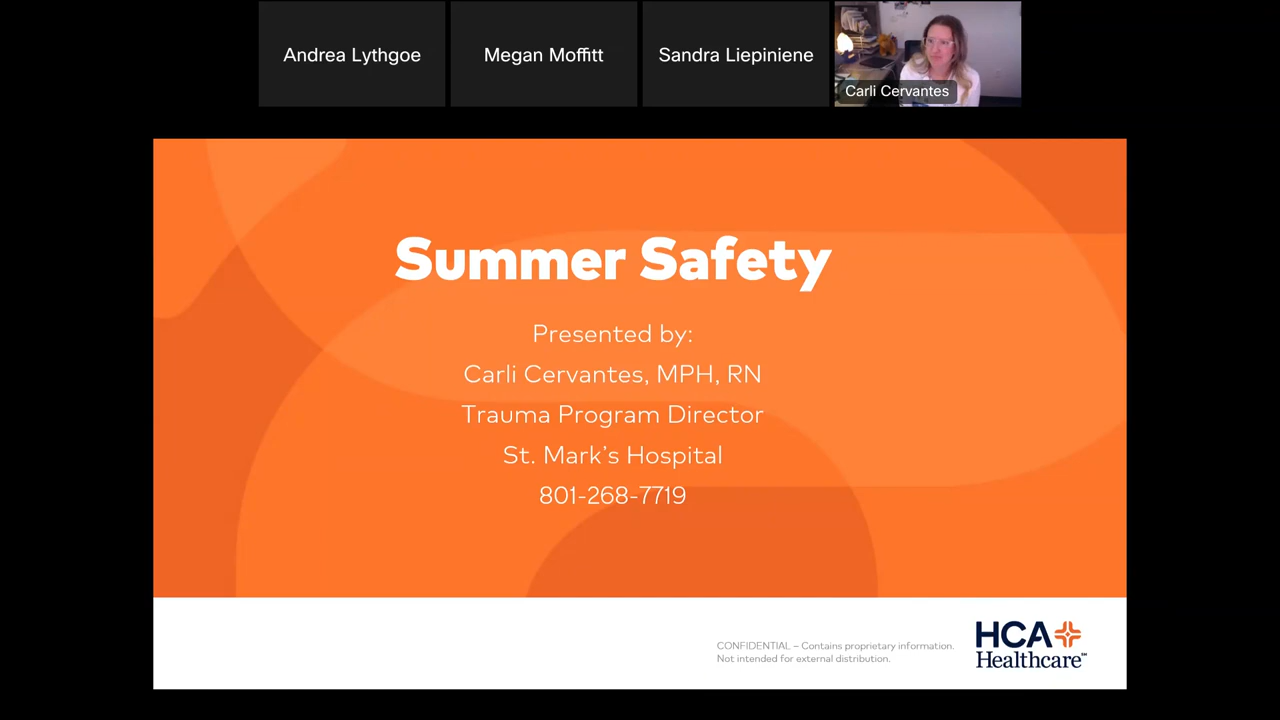 Andrea Lythgoe
Megan Moffitt
Sandra Liepiniene
Carli Cervantes
Summer Safety
Presented by:
Carli Cervantes, MPH, RN
Trauma Program Director
St. Mark's Hospital
801-268-7719
CONFIDENTIAL – Contains proprietary information.
Not intended for external distribution.
HCA
Healthcare℠